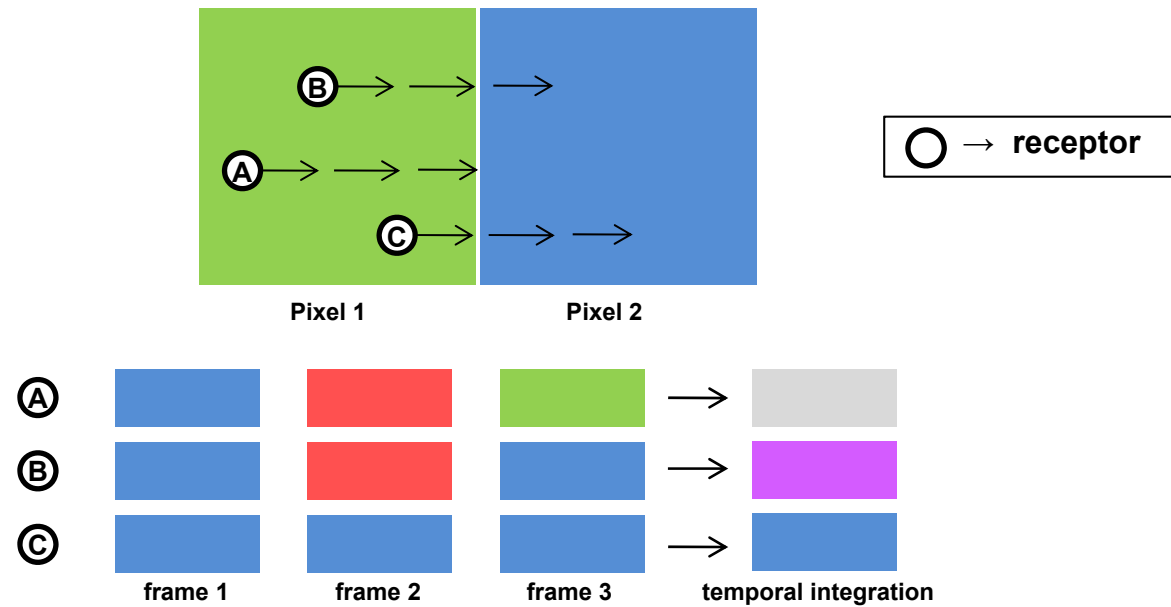 B
A
C
→ receptor
Pixel 1 Pixel 2
A
B
C
frame 1 frame 2 frame 3 temporal integration